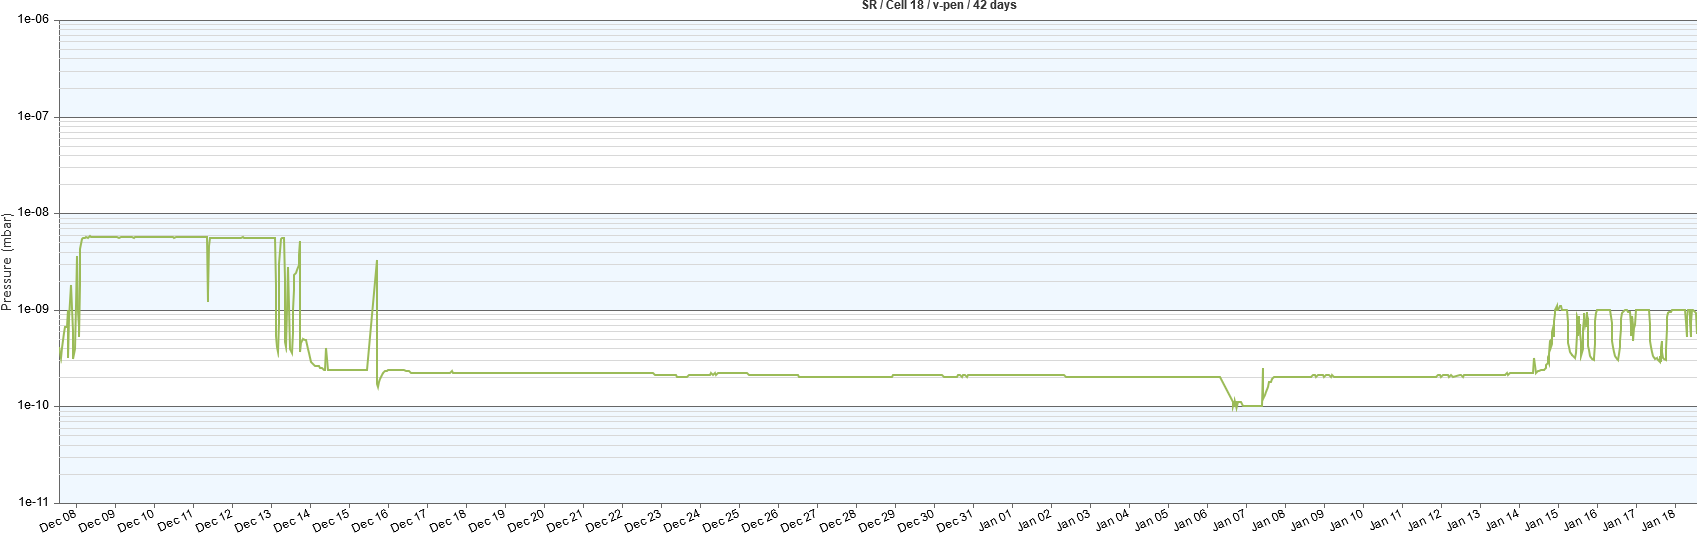 SR / Cell 18 / v-pen / 42 days
Pressure (mbar)
1e-06
1e-07
1e-08
1e-09
1e-10
1e-11
Dec 08 Dec 09 Dec 10 Dec 11 Dec 12 Dec 13 Dec 14 Dec 15 Dec 16 Dec 17 Dec 18 Dec 19 Dec 20 Dec 21 Dec 22 Dec 23 Dec 24 Dec 25 Dec 26 Dec 27 Dec 28 Dec 29 Dec 30 Dec 31 Jan 01 Jan 02 Jan 03 Jan 04 Jan 05 Jan 06 Jan 07 Jan 08 Jan 09 Jan 10 Jan 11 Jan 12 Jan 13 Jan 14 Jan 15 Jan 16 Jan 17 Jan 18